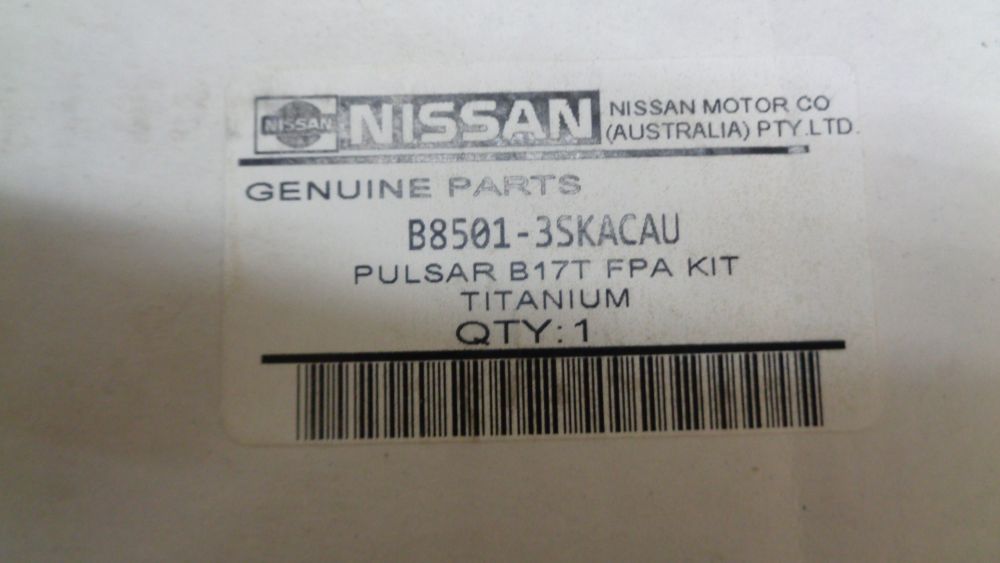 NISSAN NISSAN NISSAN MOTOR CO
(AUSTRALIA) PTY.LTD.
GENUINE PARTS
B8501-3SKACAU
PULSAR B17T FPA KIT
TITANIUM
QTY:1